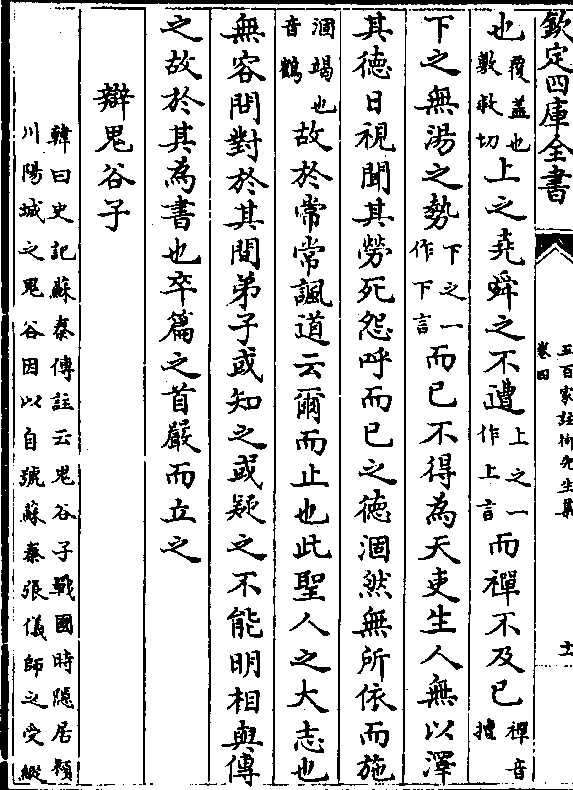 欽定四庫全書
五百家註柳先生集
卷四
十
也覆蓋也敷救切上之堯舜之不遭上之一作上言而禪不及已禪音擅
下之無湯之勢下之一作下言而已不得為天吏生人無以澤
其徳日視聞其勞死怨呼而已之徳涸然無所依而施
涸竭也音鶴故於常常諷道云爾而止也此聖人之大志也
無容問對於其間弟子或知之或疑之不能明相與傳
之故於其為書也卒篇之首嚴而立之
辯鬼谷子
韓曰史記蘇秦傳註云鬼谷子戰國時隱居潁
川陽城之鬼谷因以自號蘇秦張儀師之受縱